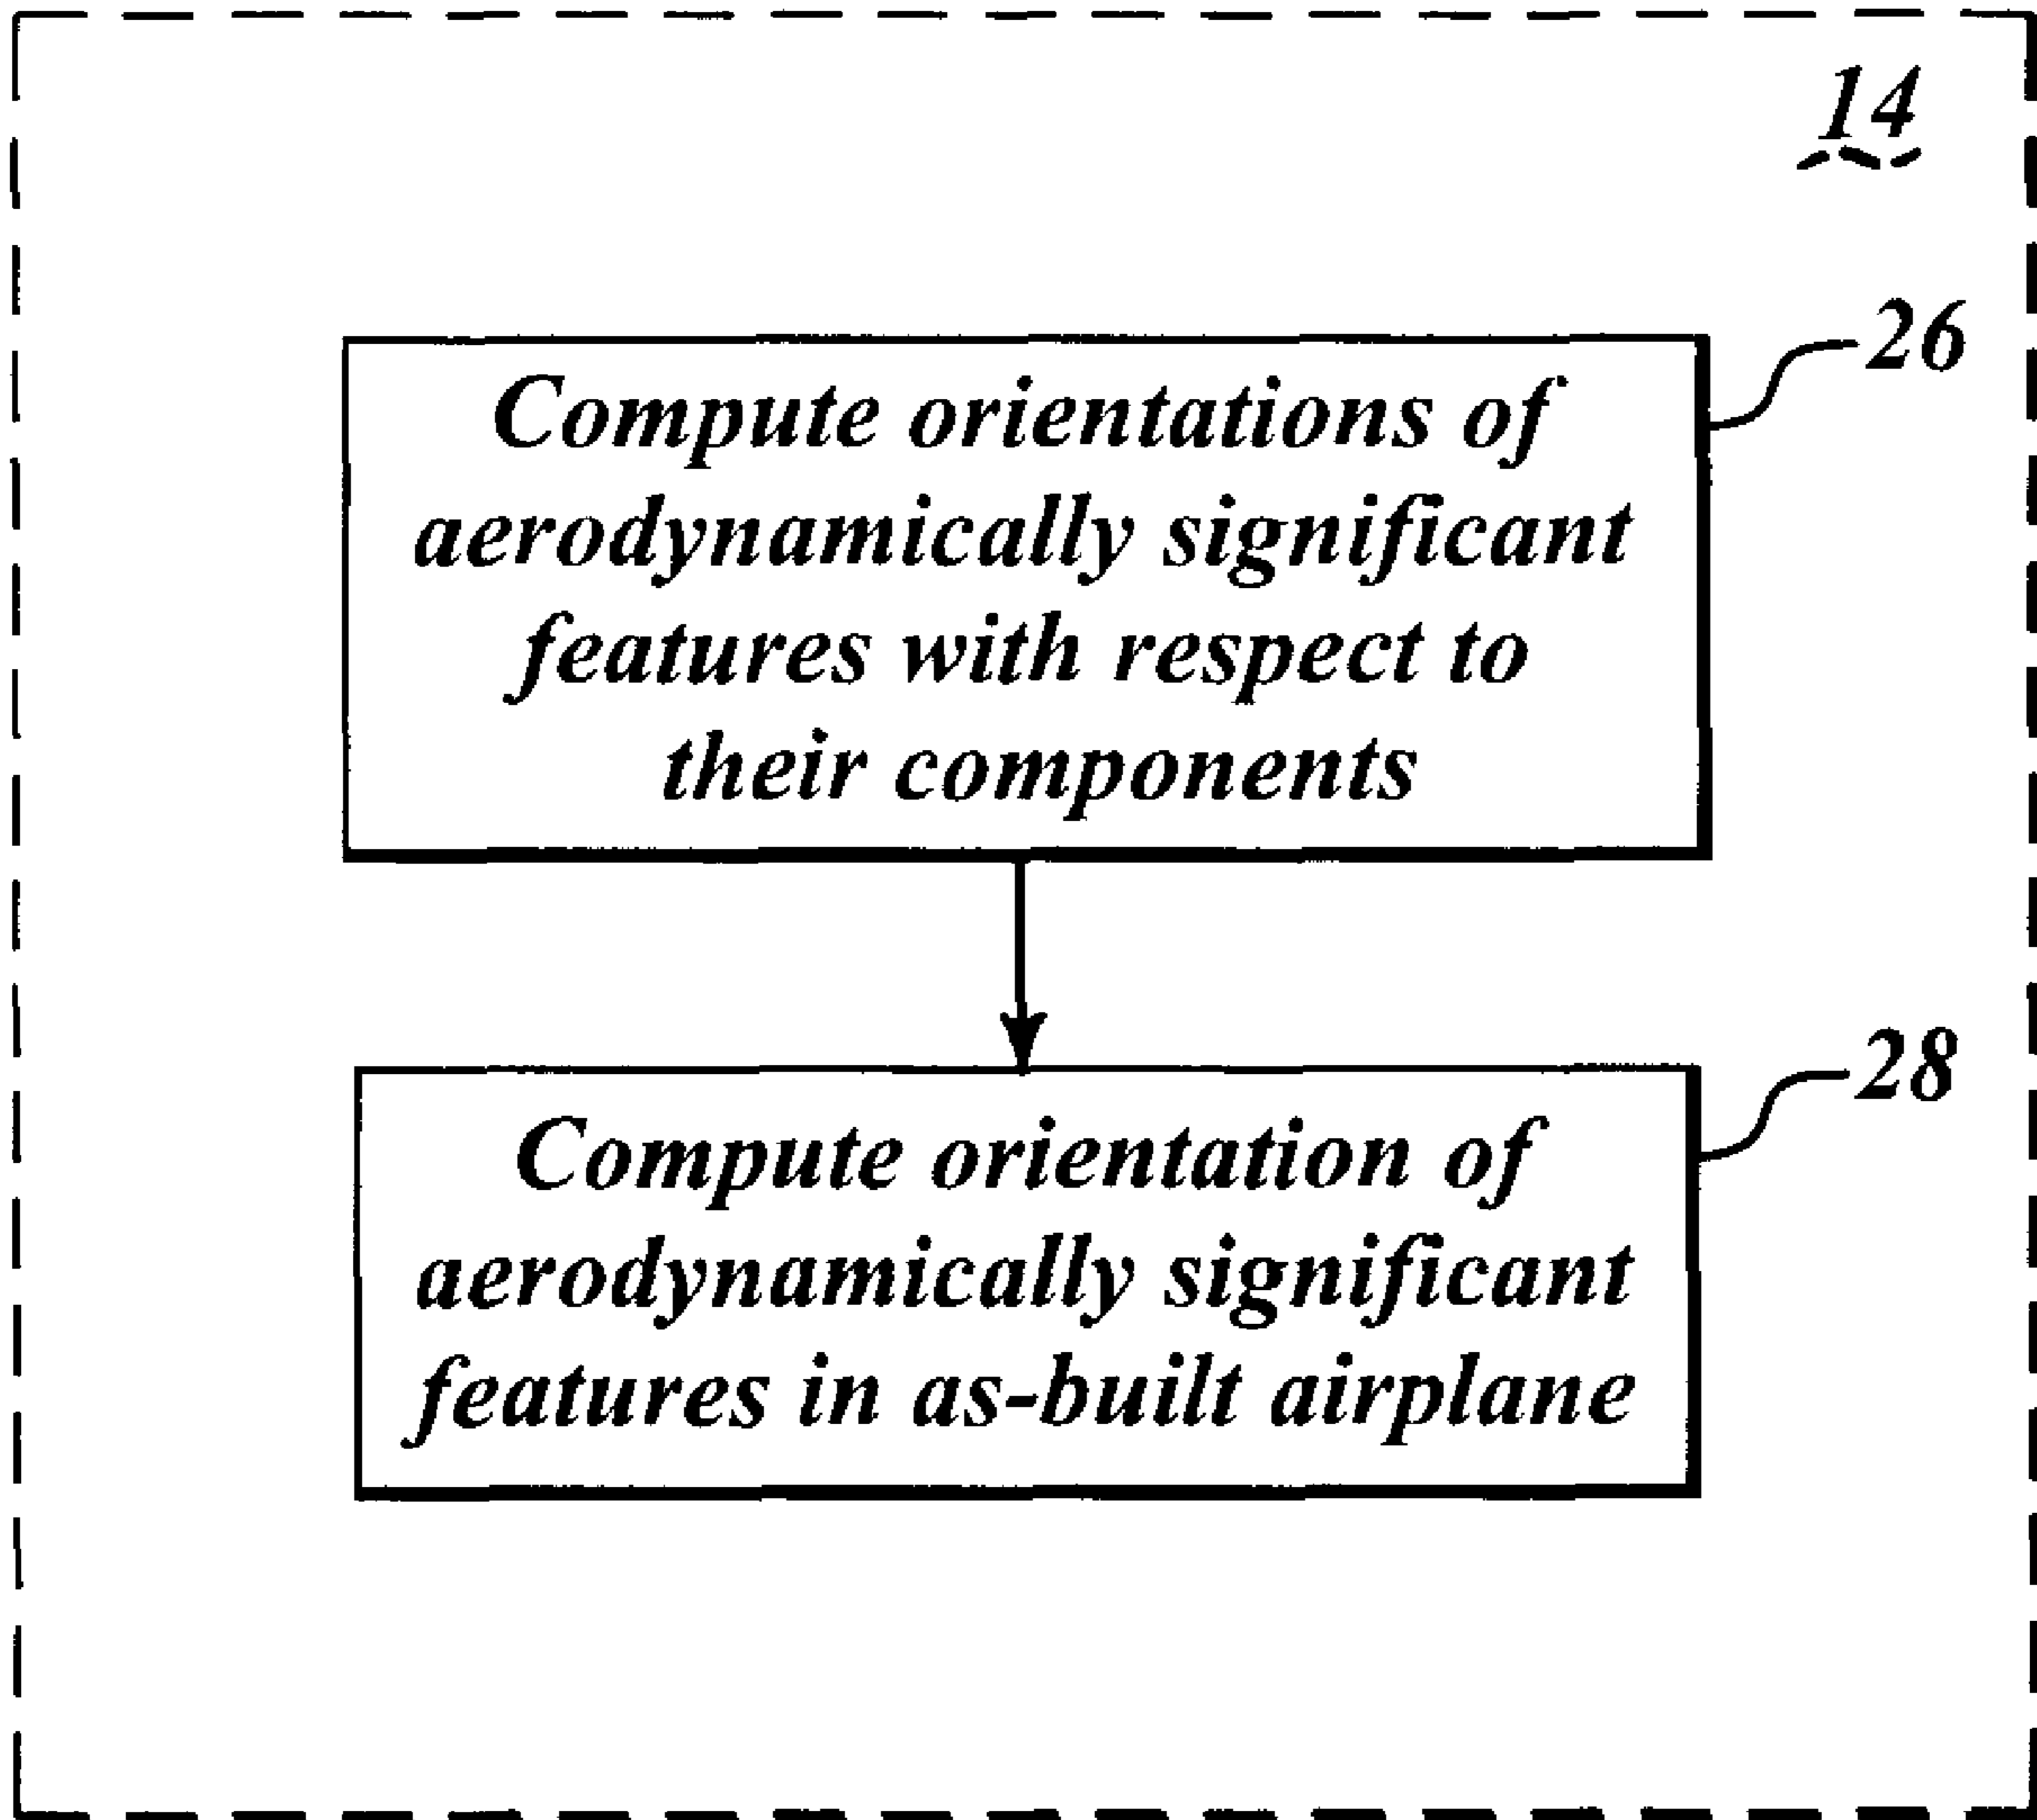 14
26
Compute orientations of
aerodynamically significant
features with respect to
their components
28
Compute orientation of
aerodynamically significant
features in as-built airplane